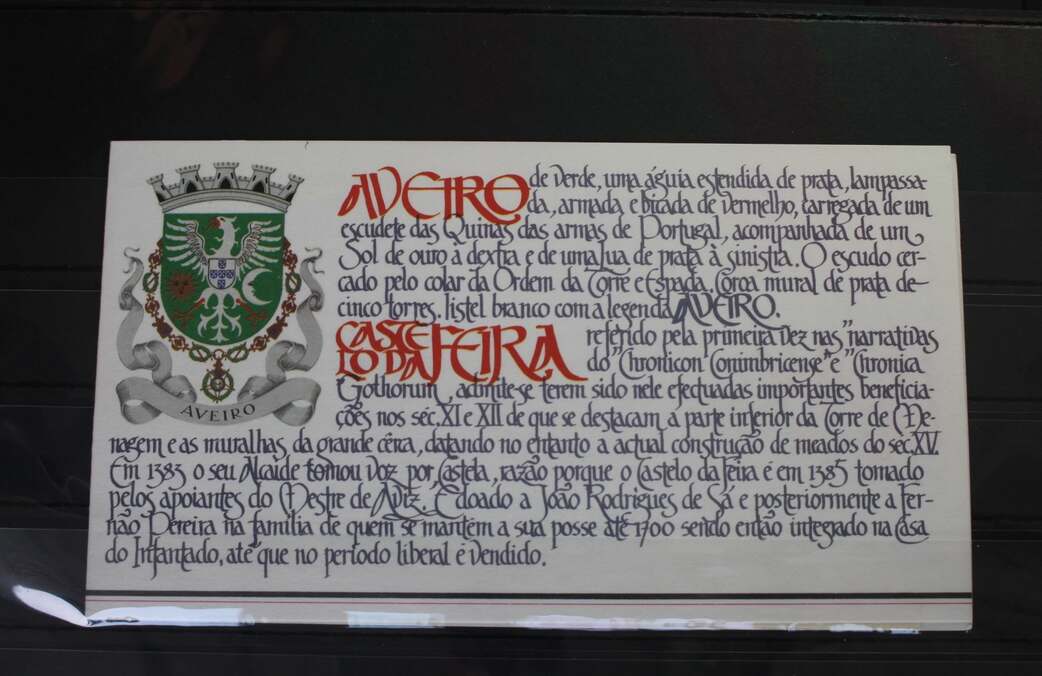 AVEIRO de verde, uma águia estendida de prata, lampassa-
da, armada e bicada de vermelho, carregada de um
escudete das Quinas das armas de Portugal, acompanhada de um
Sol de ouro à dextra e de uma lua de prata à sinistra. O escudo cer-
cado pelo colar da Ordem da Torre e Espada. Coroa mural de prata de
cinco torres. listel branco com a legenda AVEIRO.
CASTE
LO DA FEIRA referido pela primeira vez nas "narrativas
do "Chronicon Conimbricense" e "Chronica
Gothorum", admite-se terem sido nele efectuadas importantes beneficia-
ções nos séc. XI e XII de que se destacam a parte inferior da Torre de Me-
nagem e as muralhas da grande cêrca, datando no entanto a actual construção de meados do séc. XV.
Em 1383 o seu Alcaide tomou voz por Castela, razão porque o Castelo da Feira é em 1385 tomado
pelos apoiantes do Mestre de Aviz. É doado a João Rodrigues de Sá e posteriormente a Fer-
não Pereira na família de quem se mantém a sua posse até 1700 sendo então integrado na Casa
do Infantado, até que no período liberal é vendido.
AVEIRO